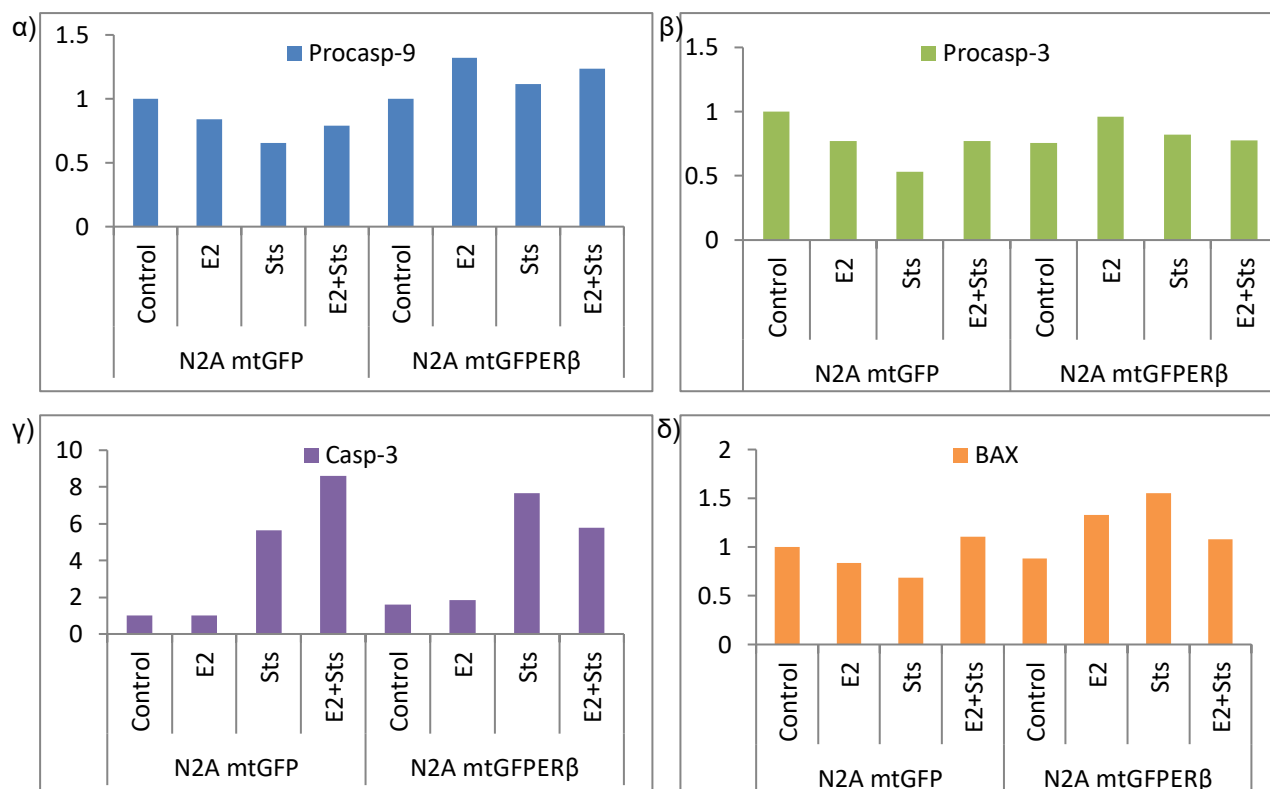 α)
Procasp-9
1.5
1
0.5
0
Control
E2
Sts
E2+Sts
Control
E2
Sts
E2+Sts
N2A mtGFP
N2A mtGFPERβ
β)
Procasp-3
1.5
1
0.5
0
Control
E2
Sts
E2+Sts
Control
E2
Sts
E2+Sts
N2A mtGFP
N2A mtGFPERβ
γ)
Casp-3
10
8
6
4
2
0
Control
E2
Sts
E2+Sts
Control
E2
Sts
E2+Sts
N2A mtGFP
N2A mtGFPERβ
δ)
BAX
2
1.5
1
0.5
0
Control
E2
Sts
E2+Sts
Control
E2
Sts
E2+Sts
N2A mtGFP
N2A mtGFPERβ